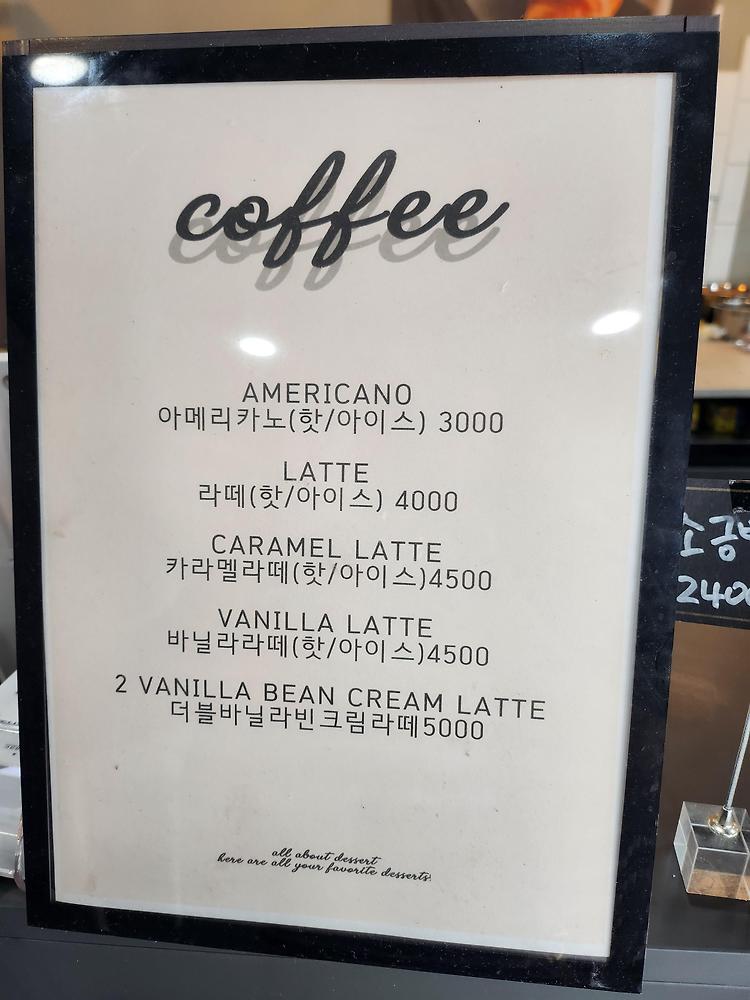 coffee
AMERICANO
아메리카노(핫/아이스) 3000
LATTE
라떼(핫/아이스) 4000
CARAMEL LATTE
카라멜라떼(핫/아이스)4500
VANILLA LATTE
바닐라라떼(핫/아이스)4500
2 VANILLA BEAN CREAM LATTE
더블바닐라빈크림라떼5000
all about dessert
here are all your favorite desserts.